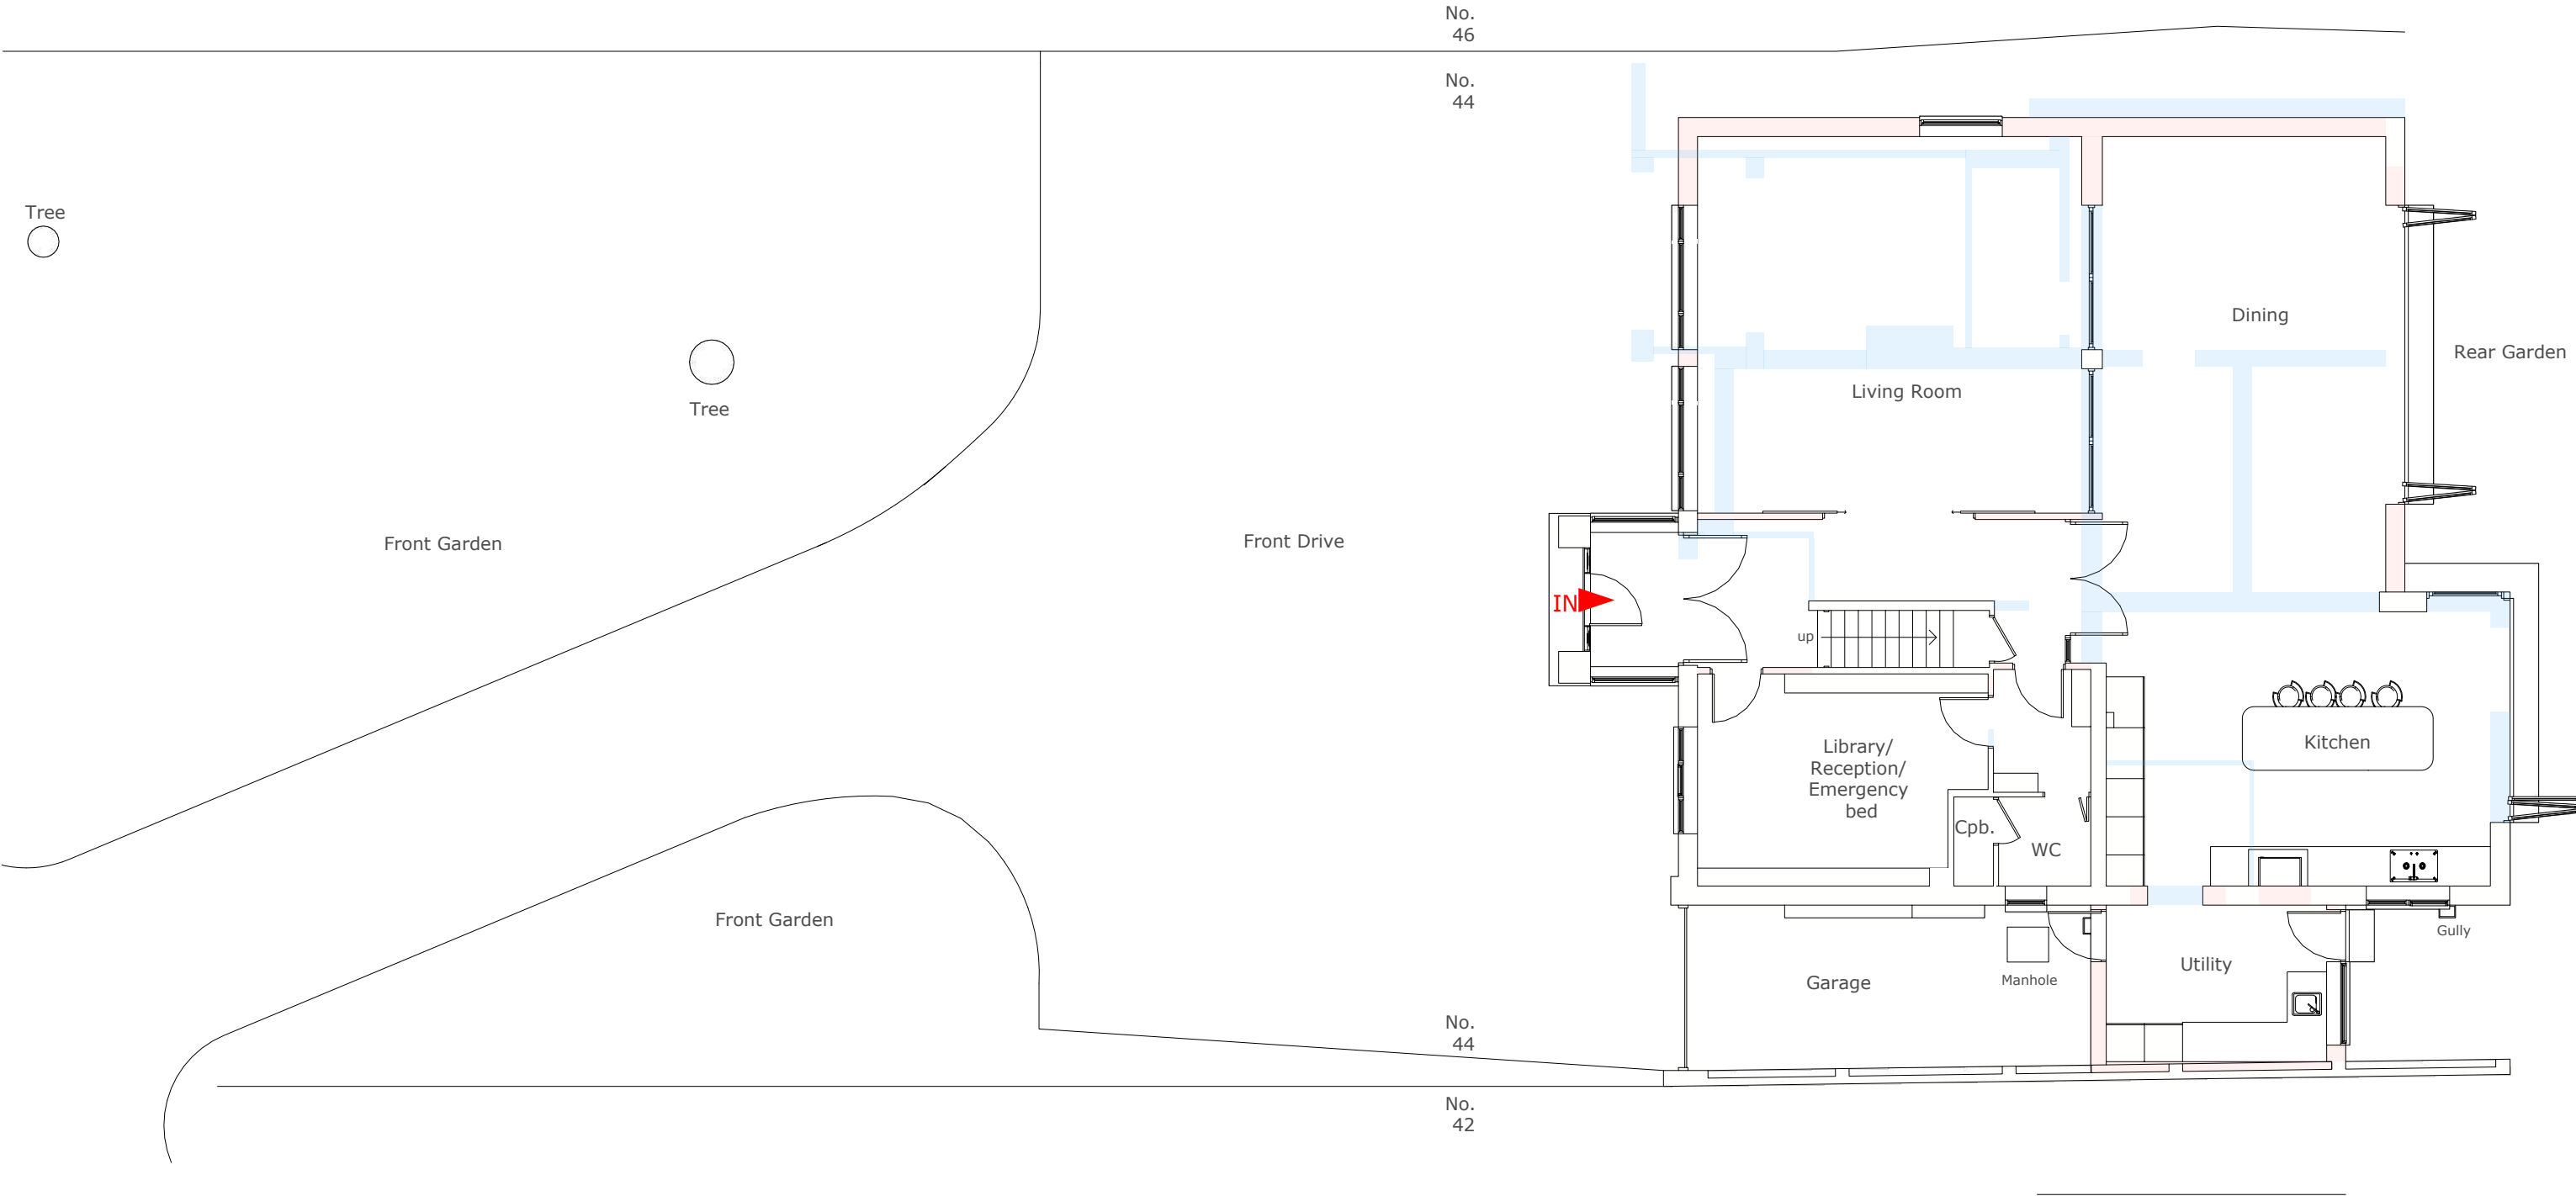 No.
46
No.
44
Tree
Tree
Dining
Rear Garden
Living Room
Front Garden
Front Drive
IN
up
Library/
Reception/
Emergency
bed
Kitchen
Cpb.
WC
Front Garden
Gully
Utility
Manhole
Garage
No.
44
No.
42